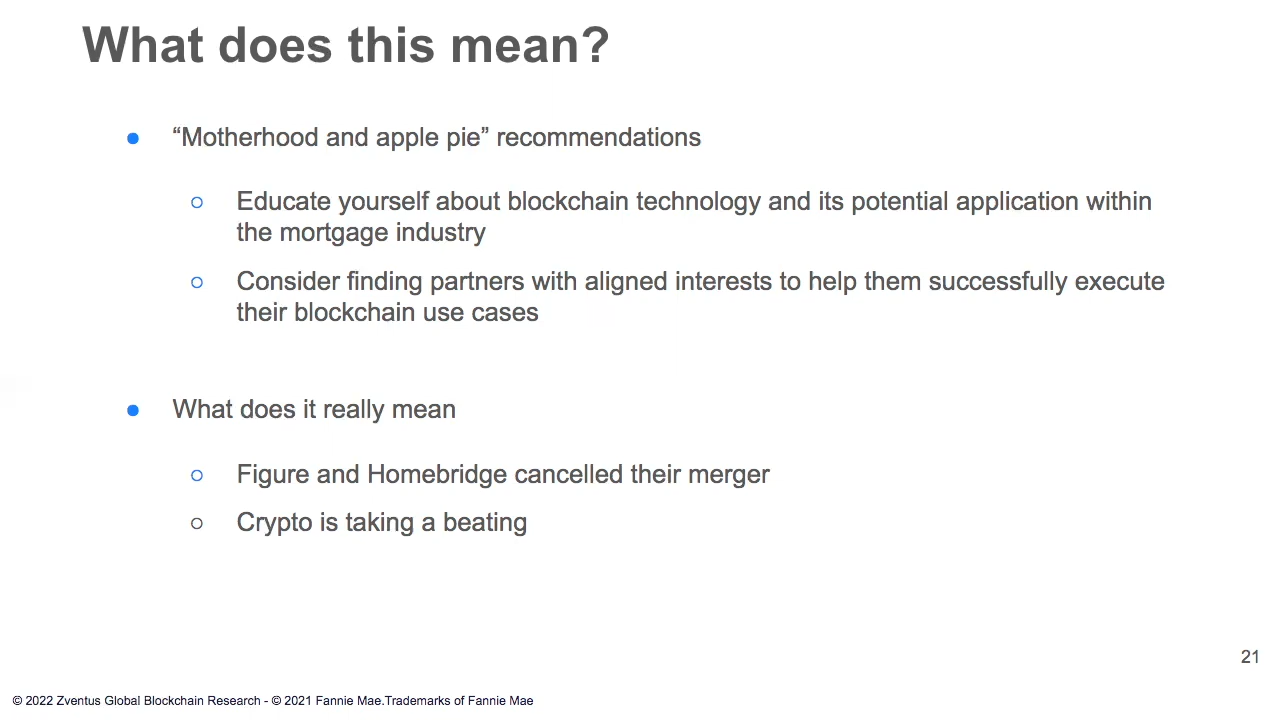 What does this mean?
“Motherhood and apple pie” recommendations
Educate yourself about blockchain technology and its potential application within
the mortgage industry
Consider finding partners with aligned interests to help them successfully execute
their blockchain use cases
What does it really mean
Figure and Homebridge cancelled their merger
Crypto is taking a beating
21
© 2022 Zventus Global Blockchain Research - © 2021 Fannie Mae.Trademarks of Fannie Mae